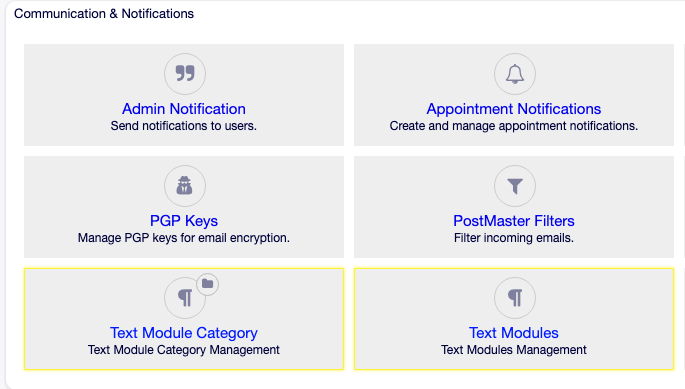 Communication & Notifications
Admin Notification
Send notifications to users.
Appointment Notifications
Create and manage appointment notifications.
PGP Keys
Manage PGP keys for email encryption.
PostMaster Filters
Filter incoming emails.
Text Module Category
Text Module Category Management
Text Modules
Text Modules Management